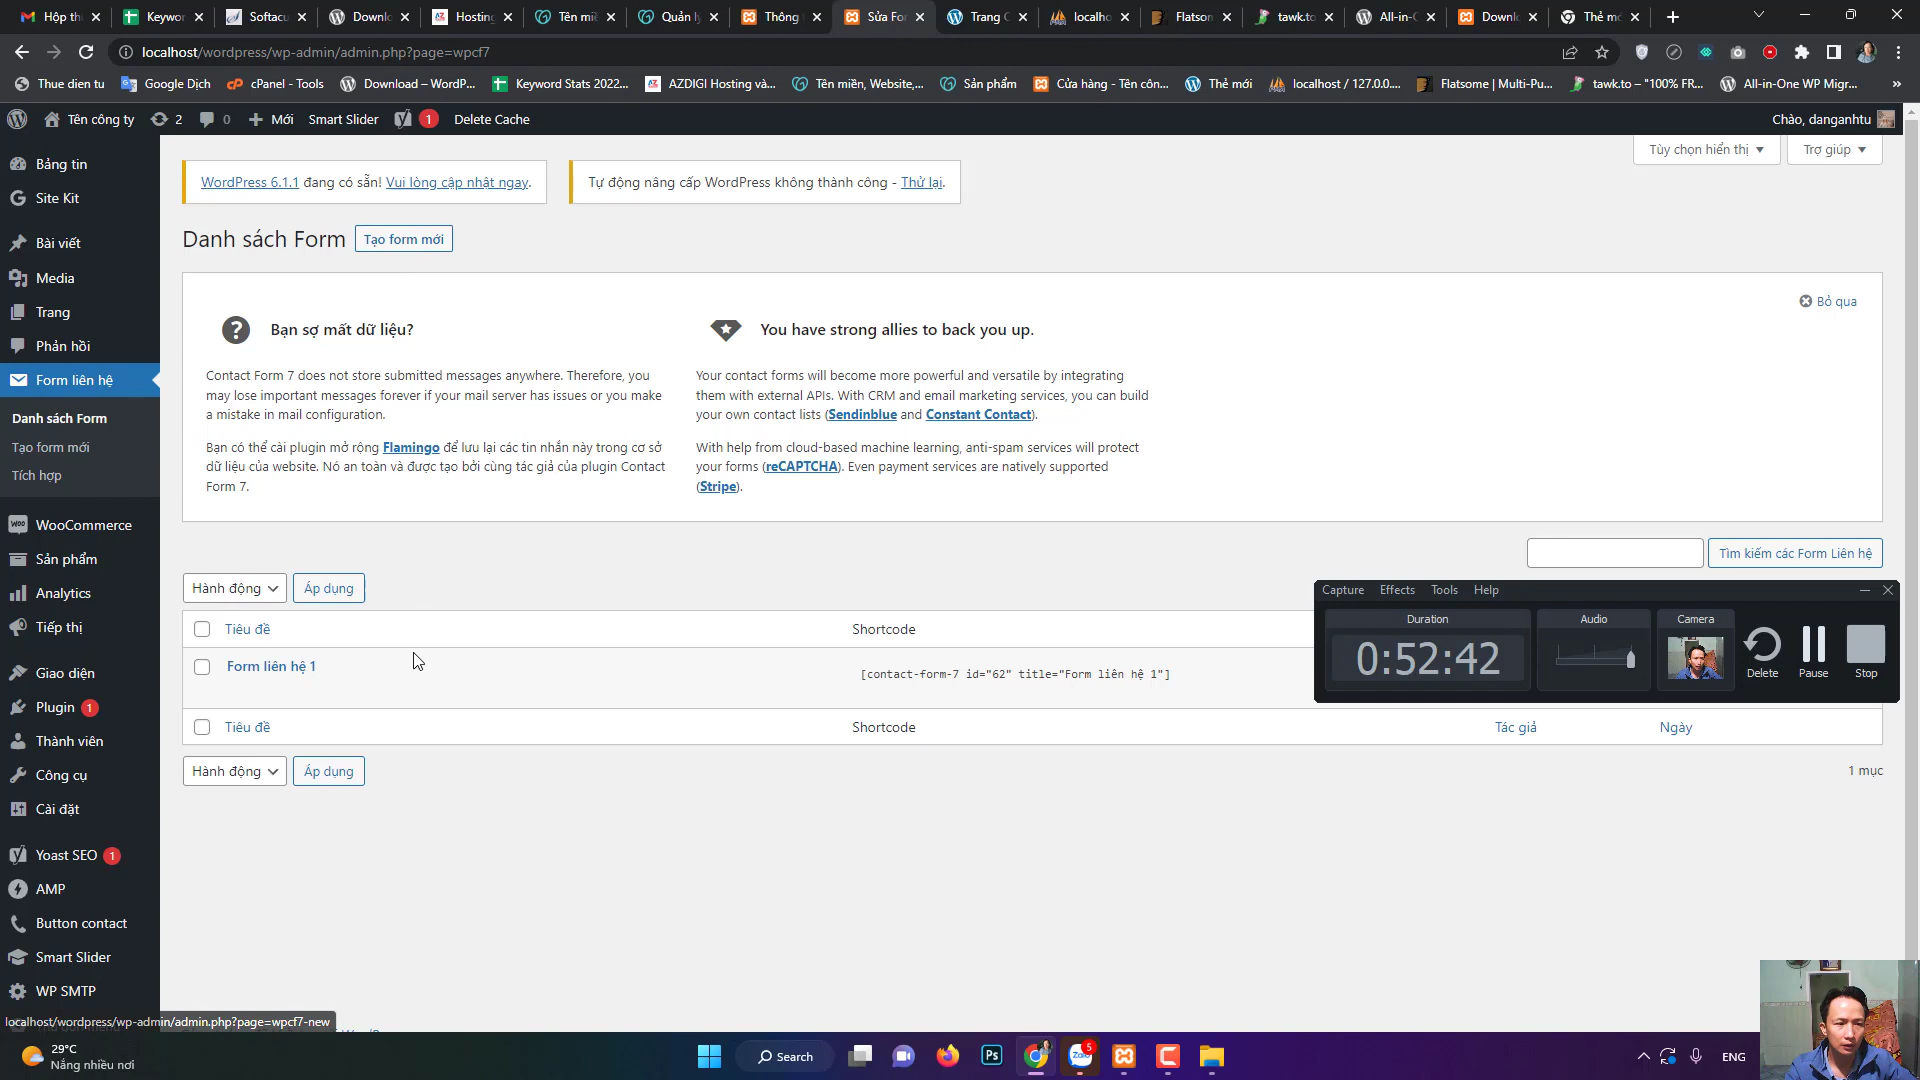 Hộp th
Keywor
Softacu
Downlo
Hosting
Tên miề
Quản lý
Thông
Sửa For
Trang C
localho
Flatson
tawk.to
All-in-C
Downl
Thẻ mớ
localhost/wordpress/wp-admin/admin.php?page=wpcf7
Thue dien tu
Google Dịch
cPanel - Tools
Download – WordP...
Keyword Stats 2022...
AZDIGI Hosting và...
Tên miền, Website,...
Sản phẩm
Cửa hàng - Tên côn...
Thẻ mới
localhost / 127.0.0....
Flatsome | Multi-Pu...
tawk.to – "100% FR...
All-in-One WP Migr...
Tên công ty
2
0
Mới
Smart Slider
1
Delete Cache
Chào, danganhtu
Tùy chọn hiển thị
Trợ giúp
WordPress 6.1.1 đang có sẵn! Vui lòng cập nhật ngay.
Tự động nâng cấp WordPress không thành công - Thử lại.
Danh sách Form
Tạo form mới
Bỏ qua
Bạn sợ mất dữ liệu?
Contact Form 7 does not store submitted messages anywhere. Therefore, you
may lose important messages forever if your mail server has issues or you make
a mistake in mail configuration.
Bạn có thể cài plugin mở rộng Flamingo để lưu lại các tin nhắn này trong cơ sở
dữ liệu của website. Nó an toàn và được tạo bởi cùng tác giả của plugin Contact
Form 7.
You have strong allies to back you up.
Your contact forms will become more powerful and versatile by integrating
them with external APIs. With CRM and email marketing services, you can build
your own contact lists (Sendinblue and Constant Contact).
With help from cloud-based machine learning, anti-spam services will protect
your forms (reCAPTCHA). Even payment services are natively supported
(Stripe).
Tìm kiếm các Form Liên hệ
Hành động
Áp dụng
Tiêu đề
Shortcode
Form liên hệ 1
[contact-form-7 id="62" title="Form liên hệ 1"]
Tiêu đề
Shortcode
Tác giả
Ngày
Hành động
Áp dụng
1 mục
Bảng tin
Site Kit
Bài viết
Media
Trang
Phản hồi
Form liên hệ
Danh sách Form
Tạo form mới
Tích hợp
WooCommerce
Sản phẩm
Analytics
Tiếp thị
Giao diện
Plugin 1
Thành viên
Công cụ
Cài đặt
Yoast SEO 1
AMP
Button contact
Smart Slider
WP SMTP
Capture
Effects
Tools
Help
Duration
0:52:42
Audio
Camera
Delete
Pause
Stop
localhost/wordpress/wp-admin/admin.php?page=wpcf7-new
29°C
Nắng nhiều nơi
Search
Ps
Zalo
5
ENG